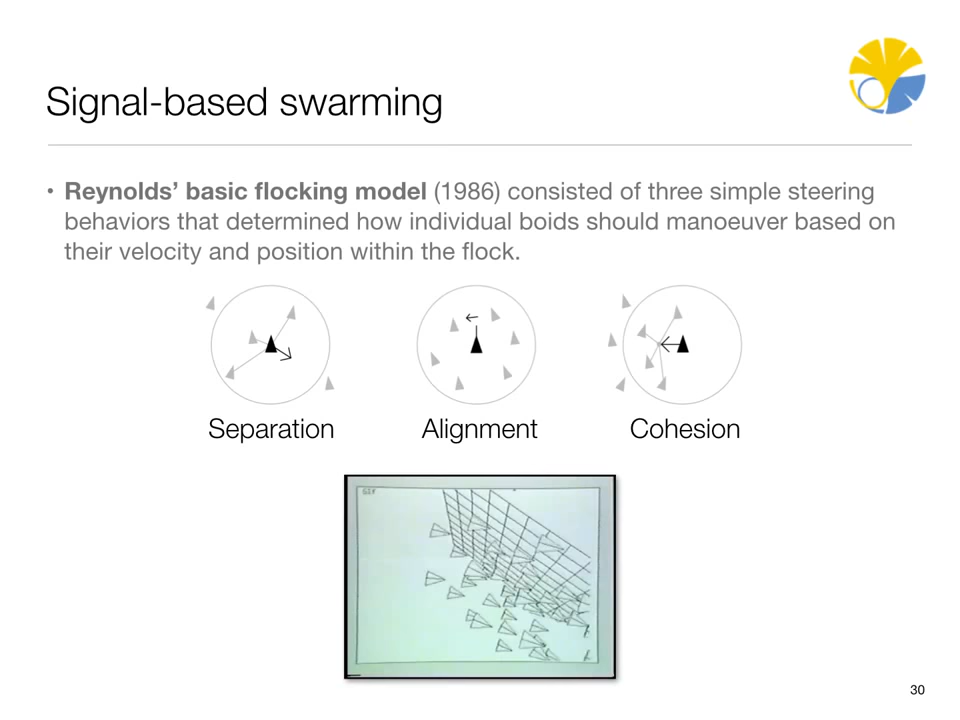 Signal-based swarming
• Reynolds’ basic flocking model (1986) consisted of three simple steering
behaviors that determined how individual boids should manoeuver based on
their velocity and position within the flock.
Separation
Alignment
Cohesion
30